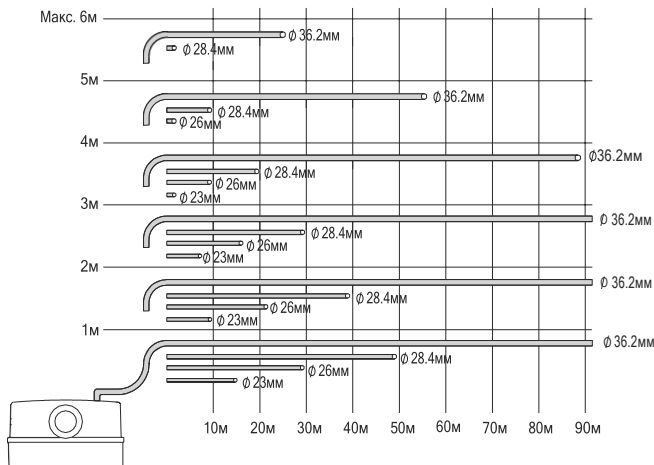 Макс. 6м
ϕ 36.2мм
ϕ 28.4мм
5м
ϕ 36.2мм
ϕ 28.4мм
ϕ 26мм
4м
ϕ36.2мм
ϕ 28.4мм
ϕ 26мм
ϕ 23мм
3м
ϕ 36.2мм
ϕ 28.4мм
ϕ 26мм
ϕ 23мм
2м
ϕ 36.2мм
ϕ 28.4мм
ϕ 26мм
ϕ 23мм
1м
ϕ 36.2мм
ϕ 28.4мм
ϕ 26мм
ϕ 23мм
10м 20м 30м 40м 50м 60м 70м 80м 90м